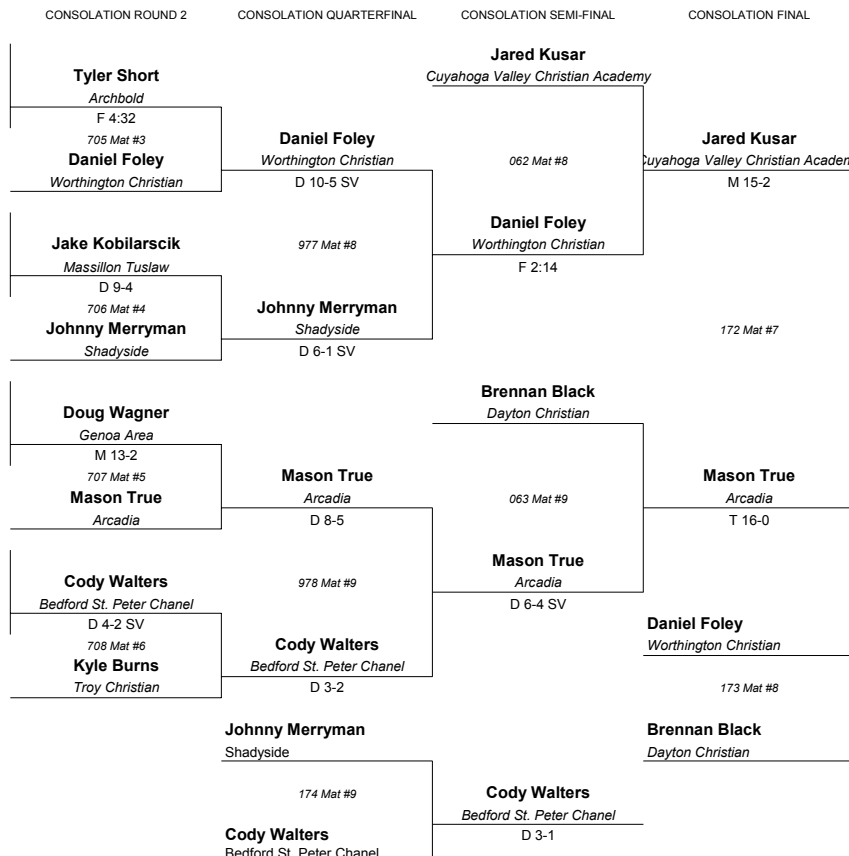 CONSOLATION ROUND 2
CONSOLATION QUARTERFINAL
CONSOLATION SEMI-FINAL
CONSOLATION FINAL
Tyler Short
Archbold
F 4:32
705 Mat #3
Daniel Foley
Worthington Christian
Jake Kobilarscik
Massillon Tuslaw
D 9-4
706 Mat #4
Johnny Merryman
Shadyside
Doug Wagner
Genoa Area
M 13-2
707 Mat #5
Mason True
Arcadia
Cody Walters
Bedford St. Peter Chanel
D 4-2 SV
708 Mat #6
Kyle Burns
Troy Christian
Daniel Foley
Worthington Christian
D 10-5 SV
977 Mat #8
Johnny Merryman
Shadyside
D 6-1 SV
Mason True
Arcadia
D 8-5
978 Mat #9
Cody Walters
Bedford St. Peter Chanel
D 3-2
Johnny Merryman
Shadyside
174 Mat #9
Cody Walters
Bedford St. Peter Chanel
Jared Kusar
Cuyahoga Valley Christian Academy
062 Mat #8
Daniel Foley
Worthington Christian
F 2:14
Brennan Black
Dayton Christian
063 Mat #9
Mason True
Arcadia
D 6-4 SV
Cody Walters
Bedford St. Peter Chanel
D 3-1
Jared Kusar
Cuyahoga Valley Christian Academ
M 15-2
172 Mat #7
Mason True
Arcadia
T 16-0
Daniel Foley
Worthington Christian
173 Mat #8
Brennan Black
Dayton Christian